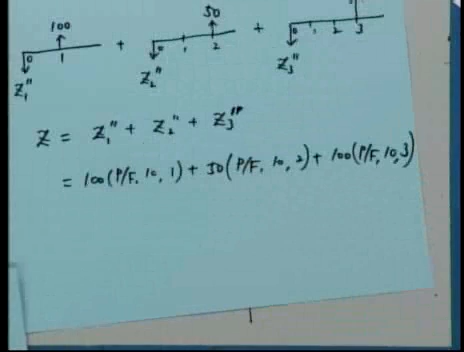 100 50
0 1 + 0 1 2 + 0 1 2 3
Z₁" Z₂" Z₃"
Z = Z₁" + Z₂" + Z₃"
= 100(P/F, 10, 1) + 50(P/F, 10, 2) + 100(P/F, 10, 3)